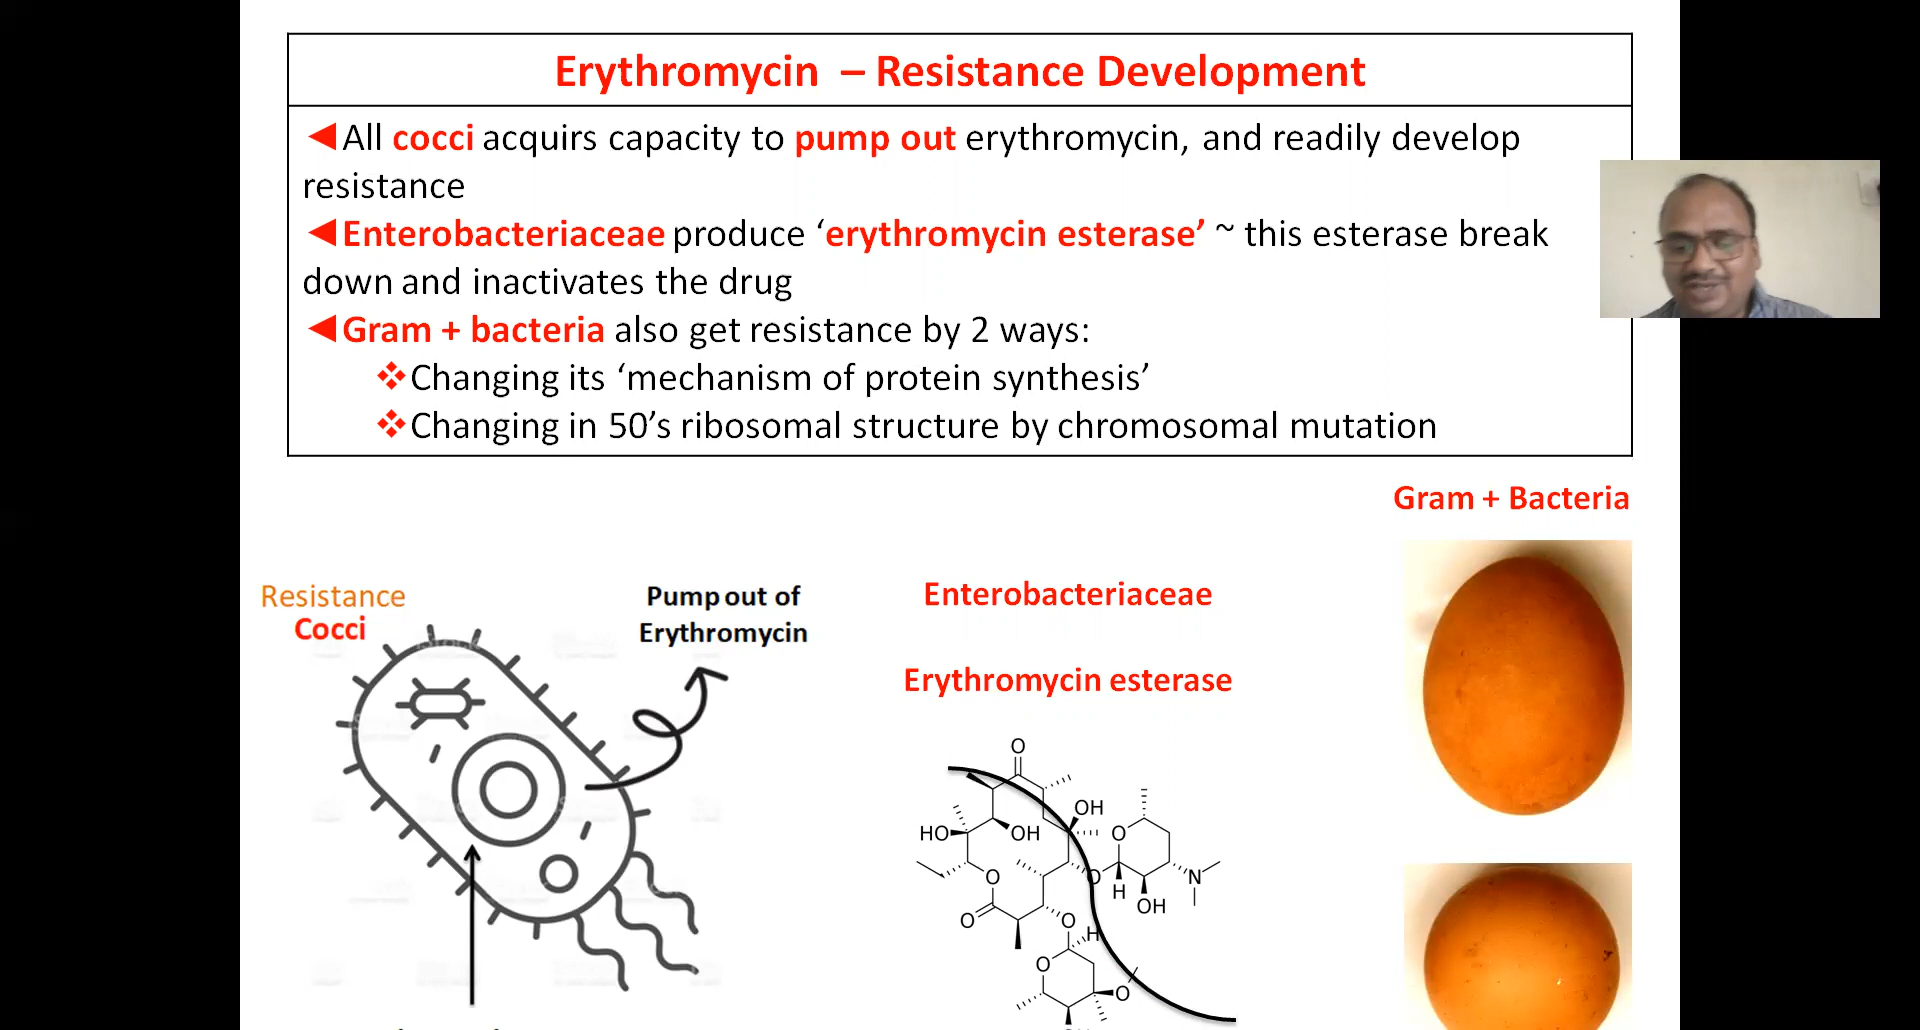 Erythromycin – Resistance Development
◄All cocci acquirs capacity to pump out erythromycin, and readily develop
resistance
◄Enterobacteriaceae produce ‘erythromycin esterase’ ~ this esterase break
down and inactivates the drug
◄Gram + bacteria also get resistance by 2 ways:
❖Changing its ‘mechanism of protein synthesis’
❖Changing in 50’s ribosomal structure by chromosomal mutation
Gram + Bacteria
Resistance
Cocci
Pump out of
Erythromycin
Enterobacteriaceae
Erythromycin esterase
O
OH
HO
OH
O
O
O
H
N
OH
O
O
H
O
O